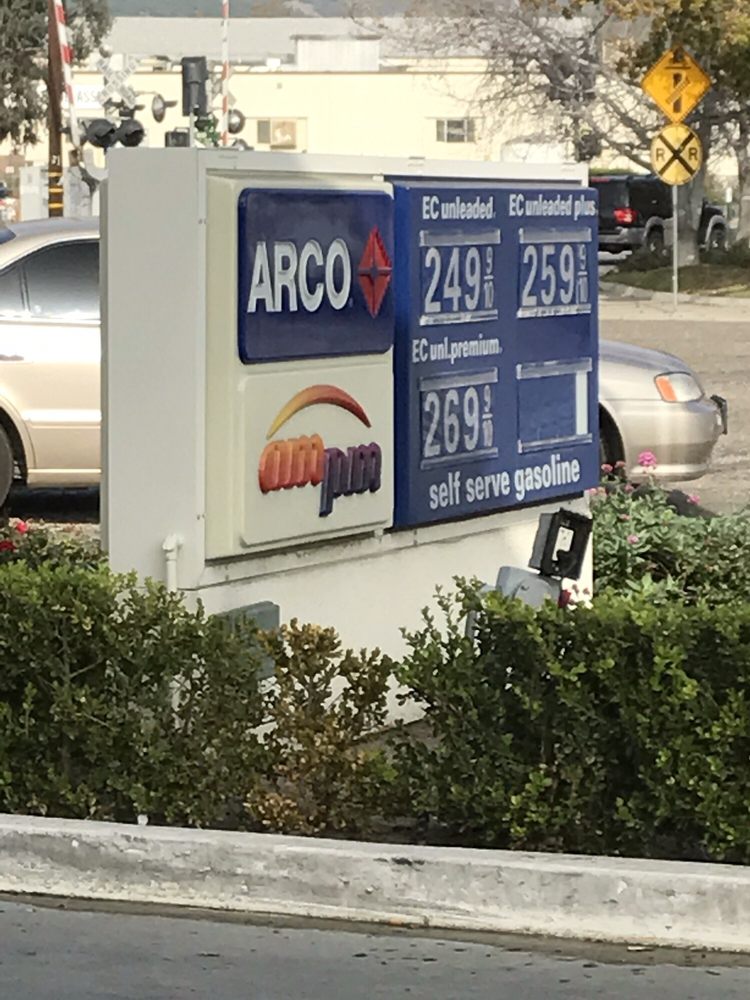 ARCO
ampm
EC unleaded
249 9/10
EC unleaded plus
259 9/10
EC unl.premium
269 9/10
self serve gasoline
R R